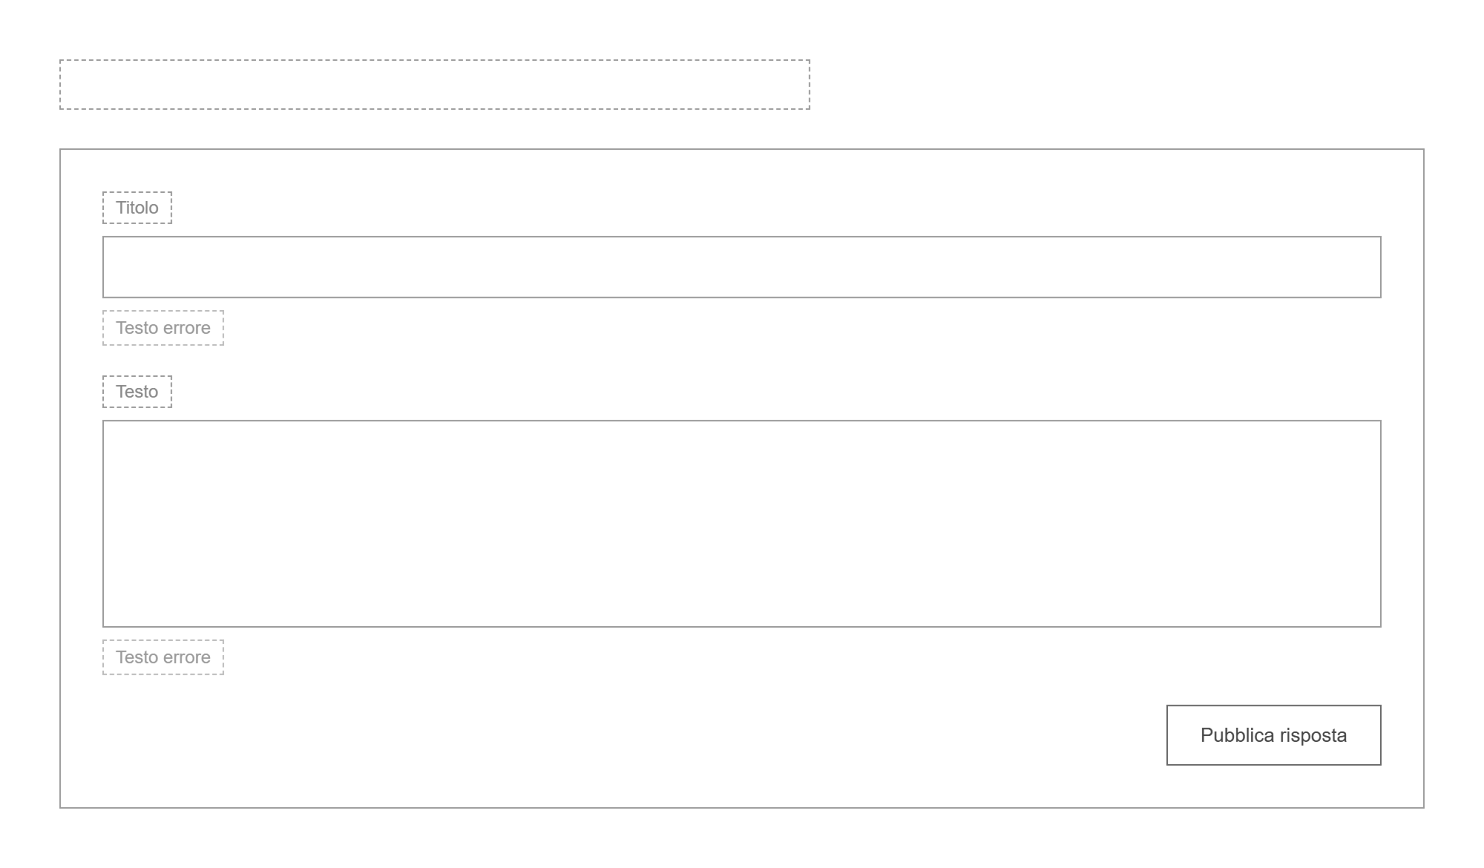 Titolo
Testo errore
Testo
Testo errore
Pubblica risposta